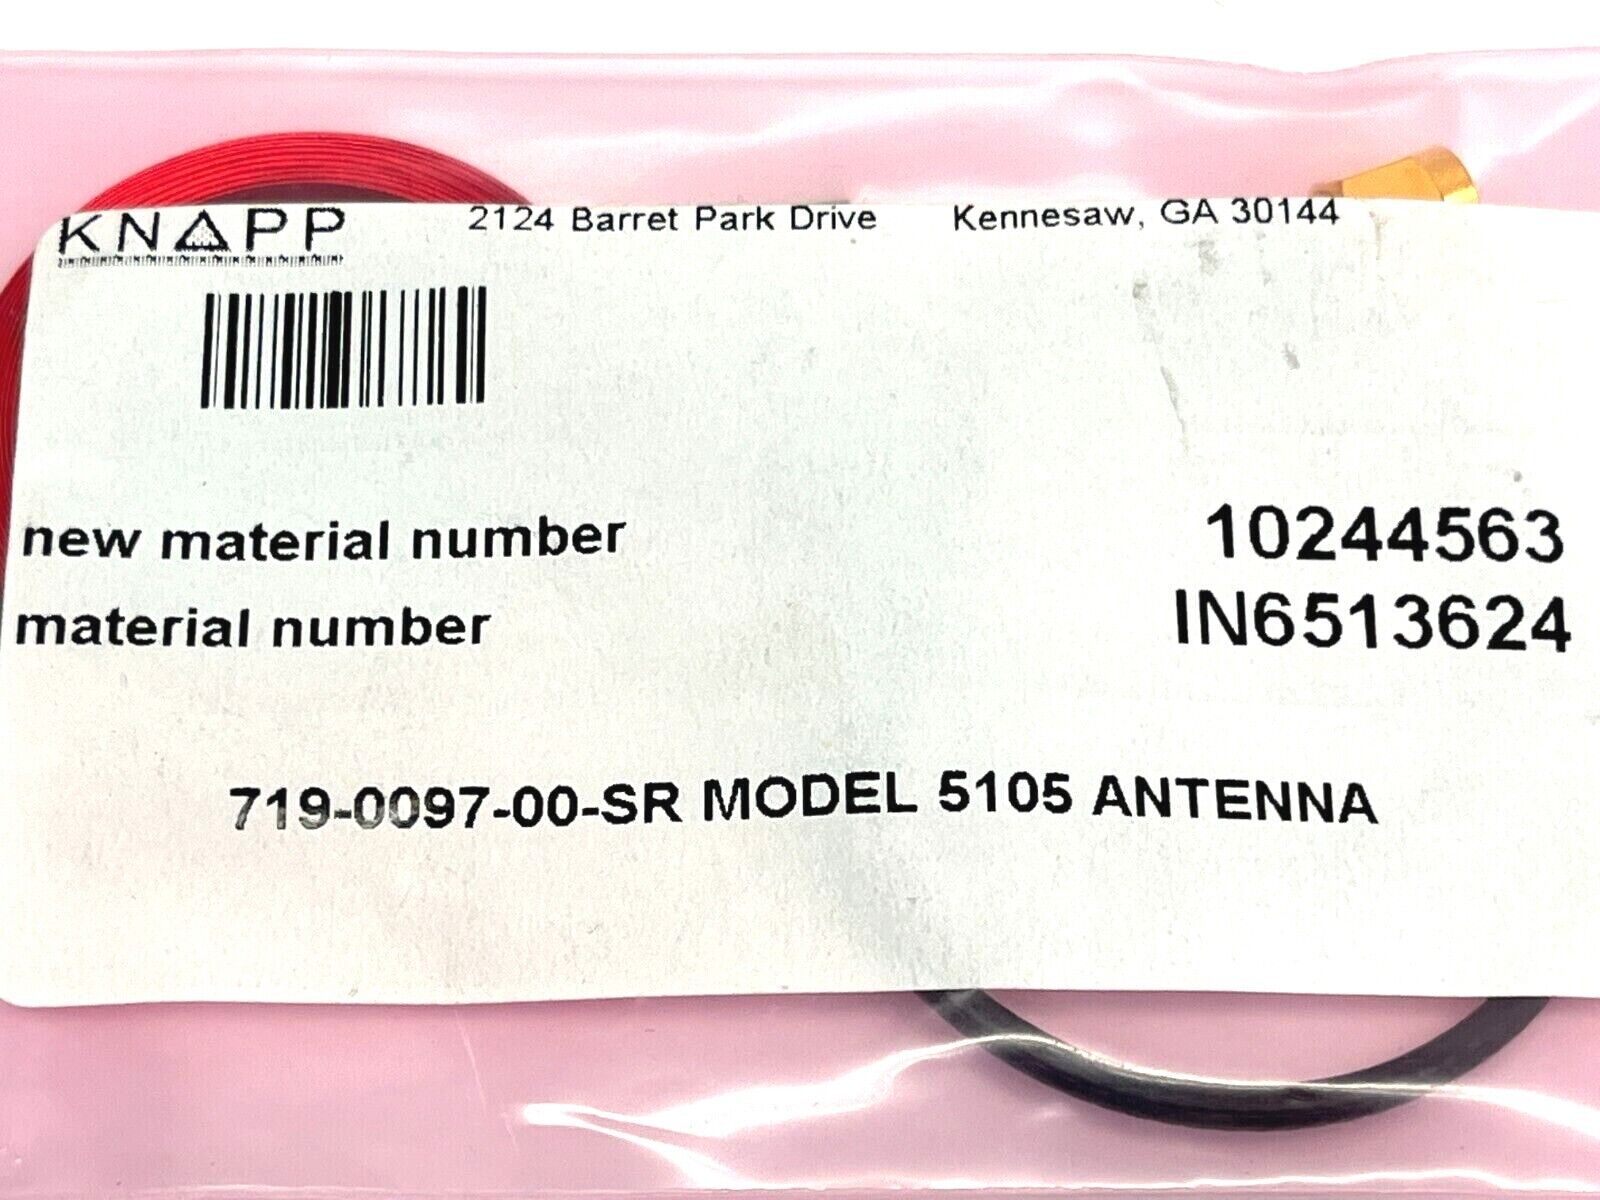 KNAPP 2124 Barret Park Drive Kennesaw, GA 30144
new material number 10244563
material number IN6513624
719-0097-00-SR MODEL 5105 ANTENNA